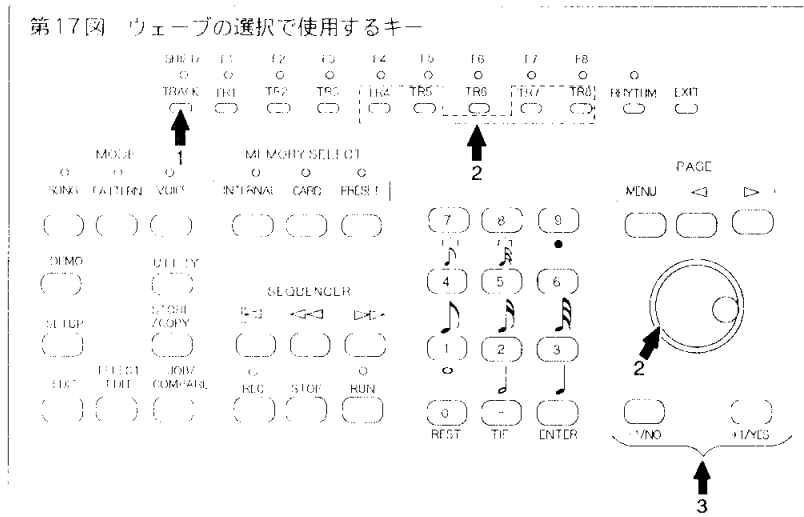 第17図 ウェーブの選択で使用するキー
SHIFT/ F1 F2 F3 F4 F5 F6 F7 F8
TRACK TR1 TR2 TR3 TR4 TR5 TR6 TR7 TR8 RHYTHM EXIT
1
2
MODE MEMORY SELECT PAGE
SONG PATTERN VOICE INTERNAL CARD PRESET MENU
7 8 9
DEMO UTILITY
4 5 6
SEQUENCER
SETUP STORE
/COPY
2
1 2 3
EDIT EFFECT
EDIT JOB/
COMPARE REC STOP RUN
0 - 
REST TIE ENTER -1/NO +1/YES
3